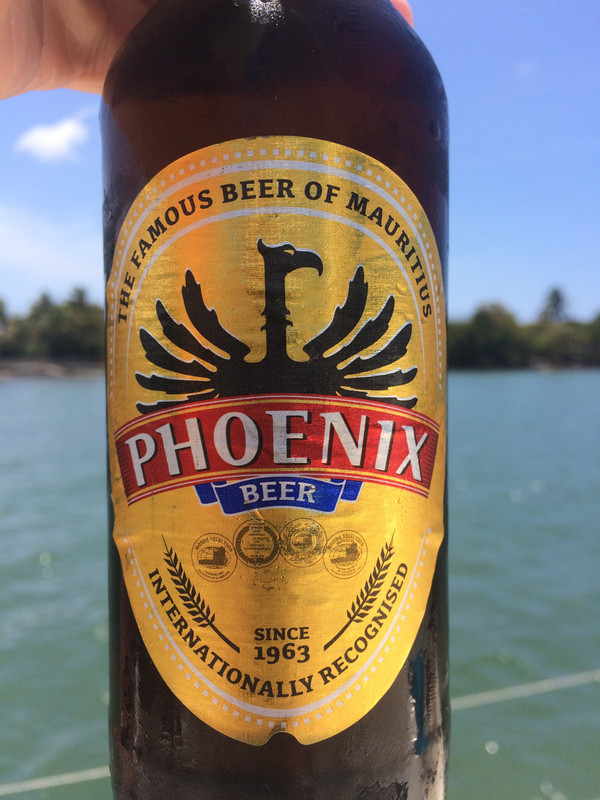 THE FAMOUS BEER OF MAURITIUS
PHOENIX
BEER
SINCE
1963
INTERNATIONALLY RECOGNISED